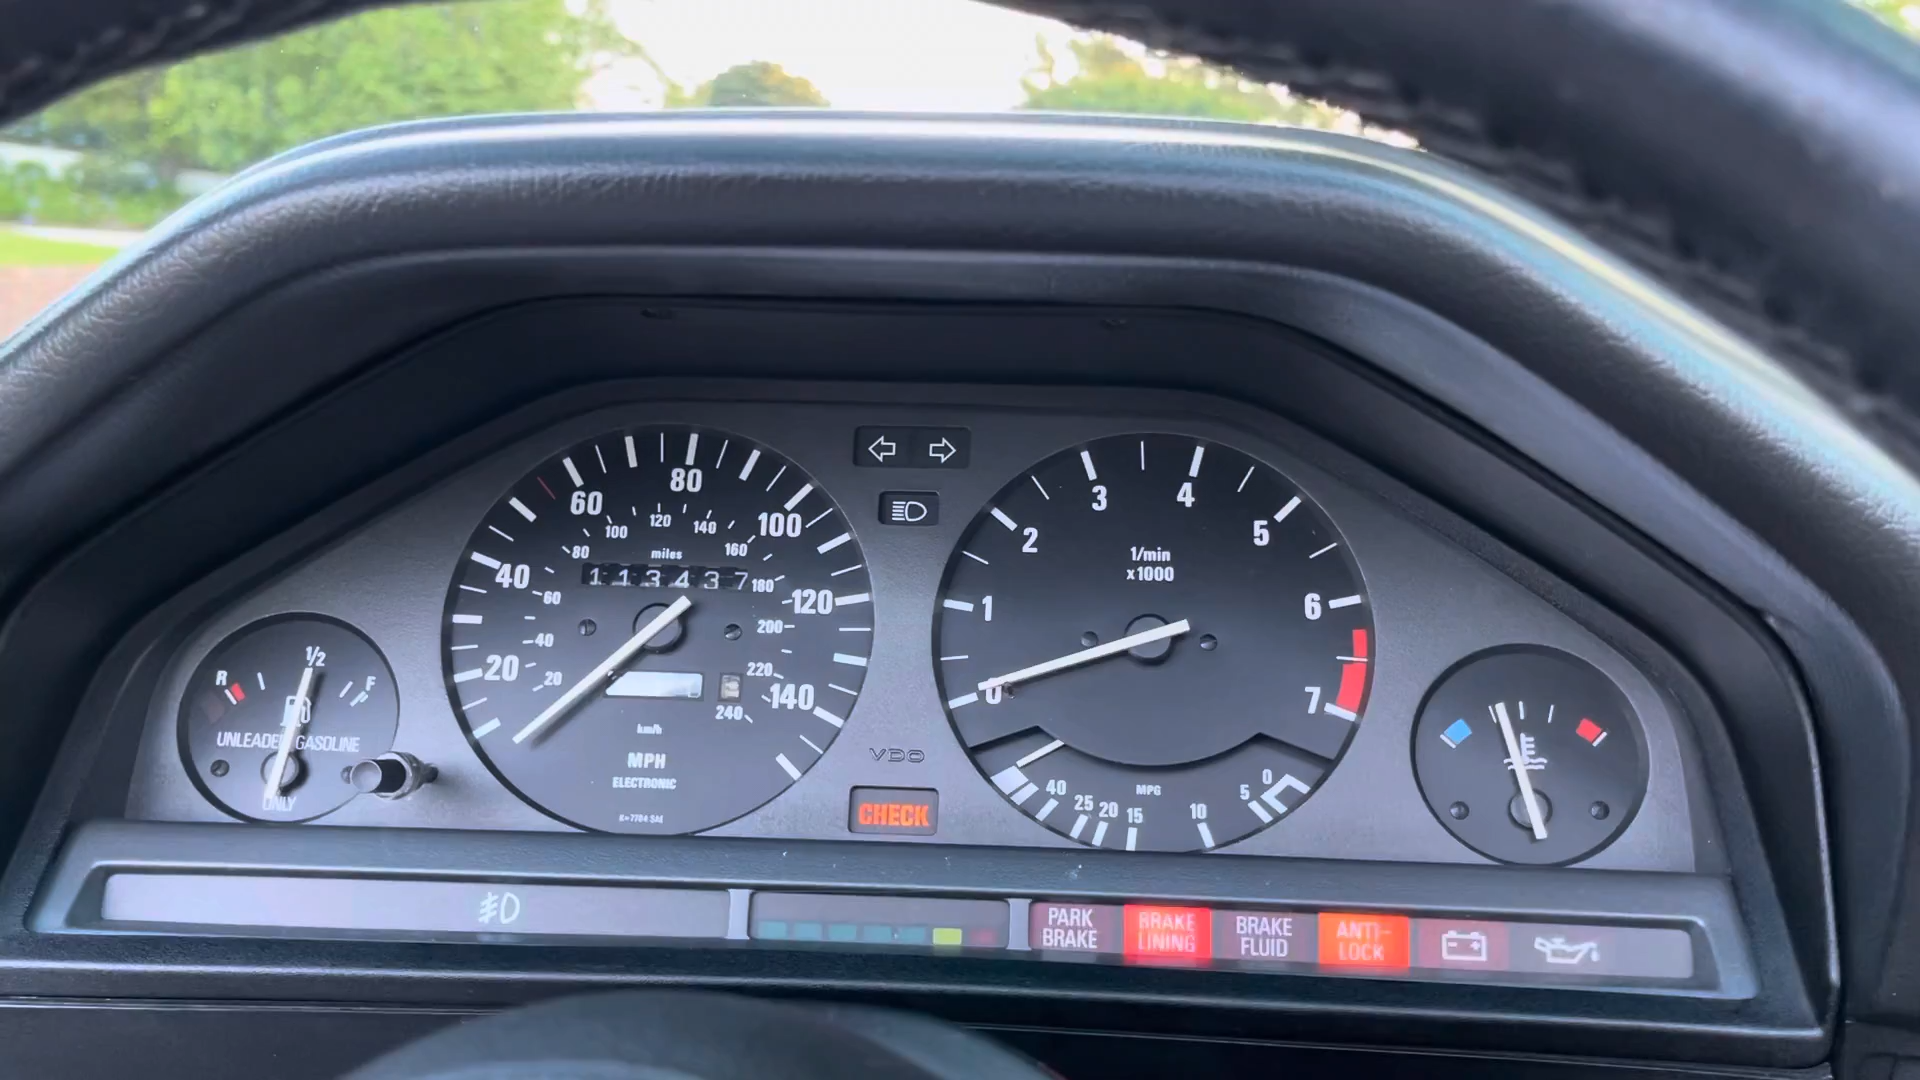 R 1/2 F
UNLEADED GASOLINE
ONLY
20 40 60 80 100 120 140
20 40 60 80 100 120 140 160 180 200 220 240
miles
113437
km/h
MPH
ELECTRONIC
VDO
CHECK
0 1 2 3 4 5 6 7
1/min
x1000
MPG
40 25 20 15 10 5 0
PARK
BRAKE
BRAKE
LINING
BRAKE
FLUID
ANTI-
LOCK